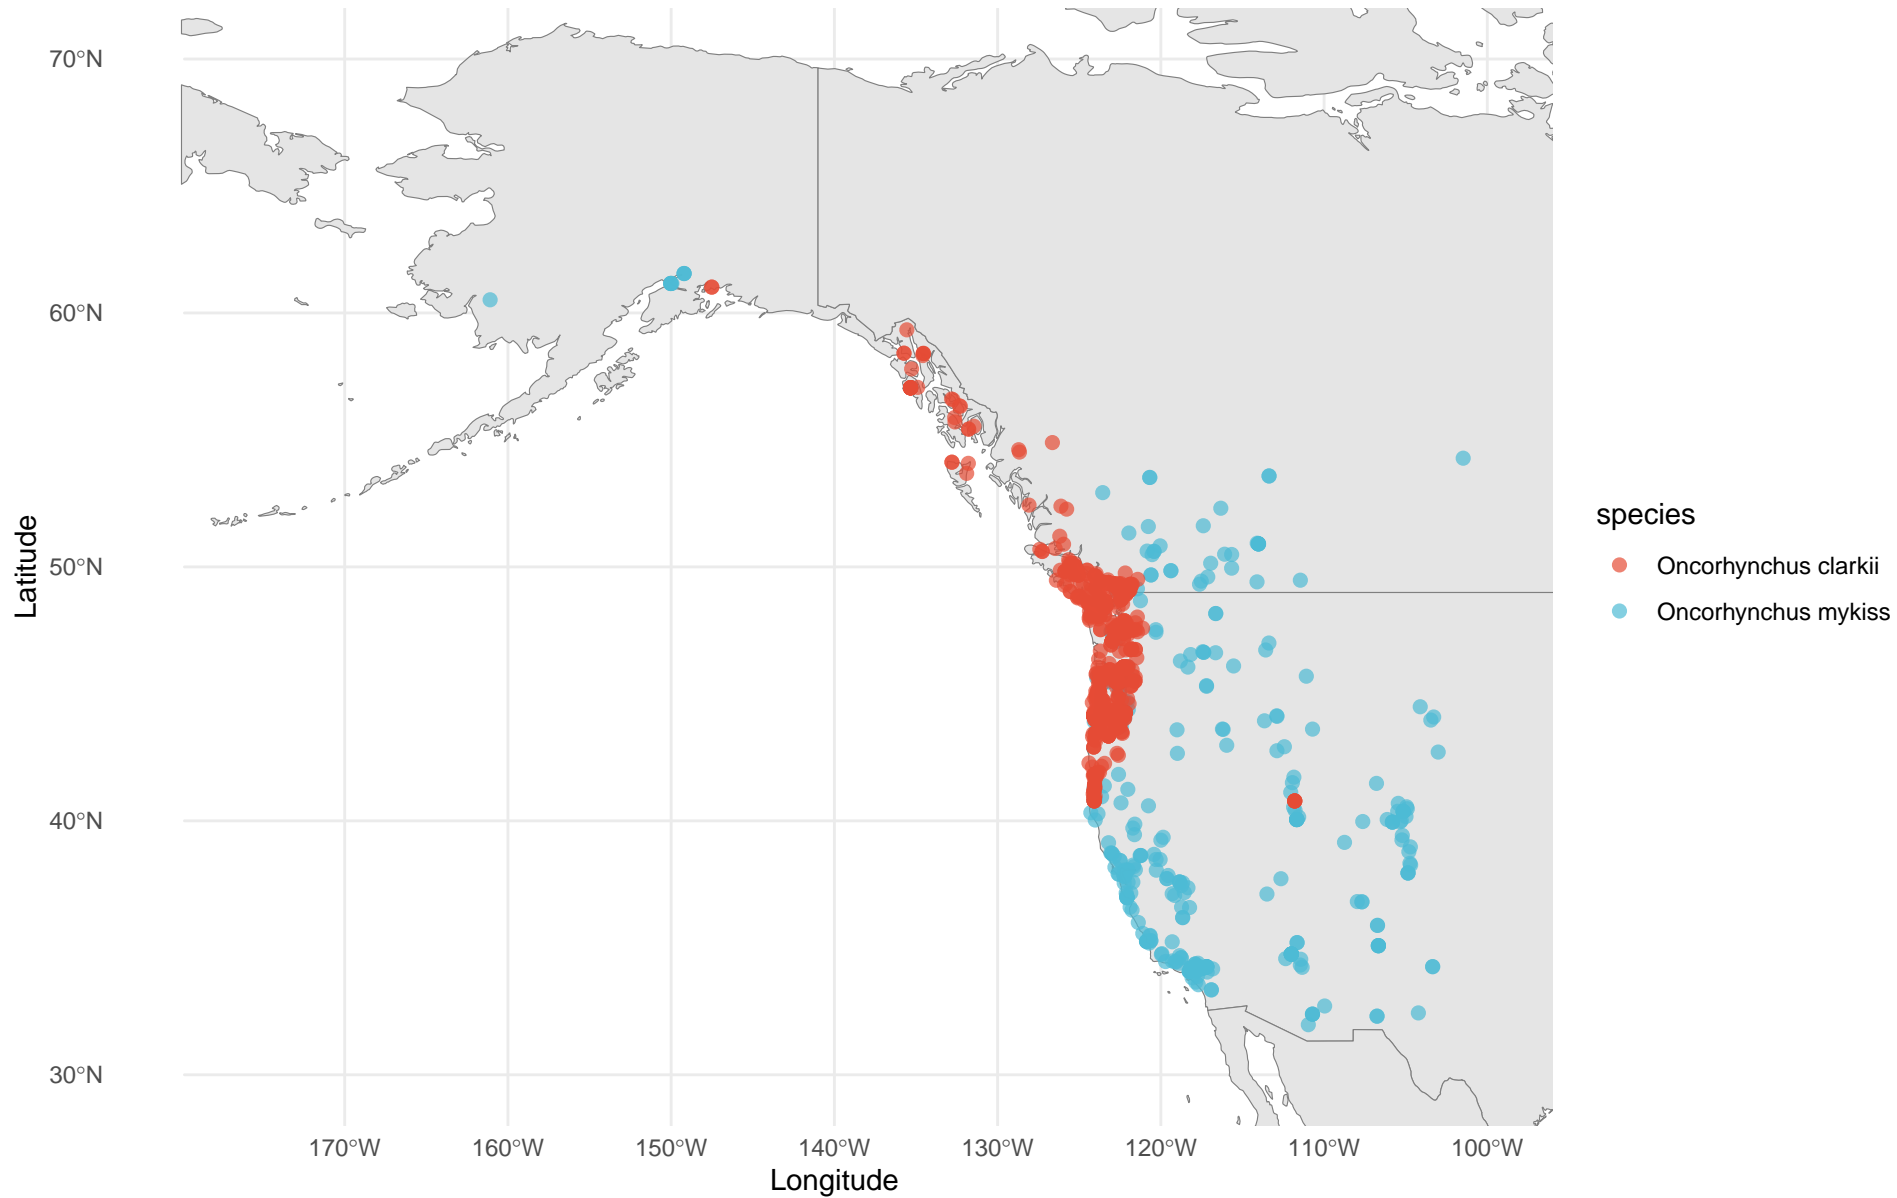 70°N
60°N
50°N
40°N
30°N
Latitude
170°W
160°W
150°W
140°W
130°W
120°W
110°W
100°W
Longitude
species
Oncorhynchus clarkii
Oncorhynchus mykiss